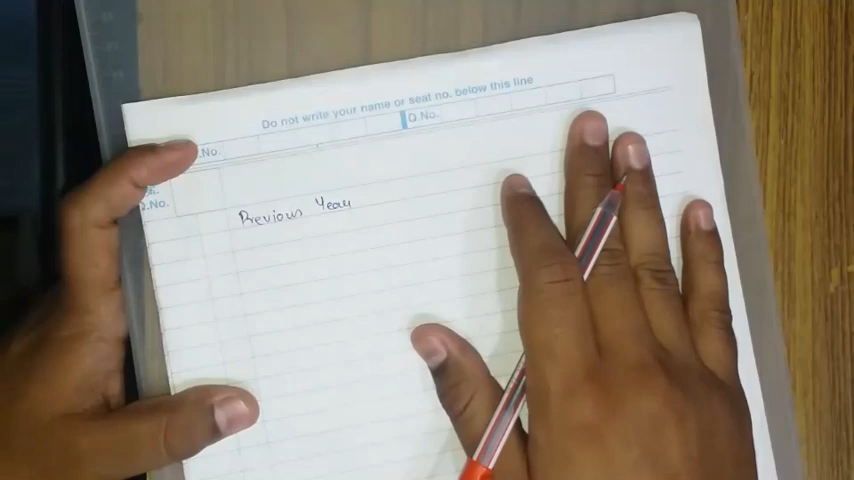 Do not write your name or seat no. below this line
.No. Q.No.
.No.
Previous Year